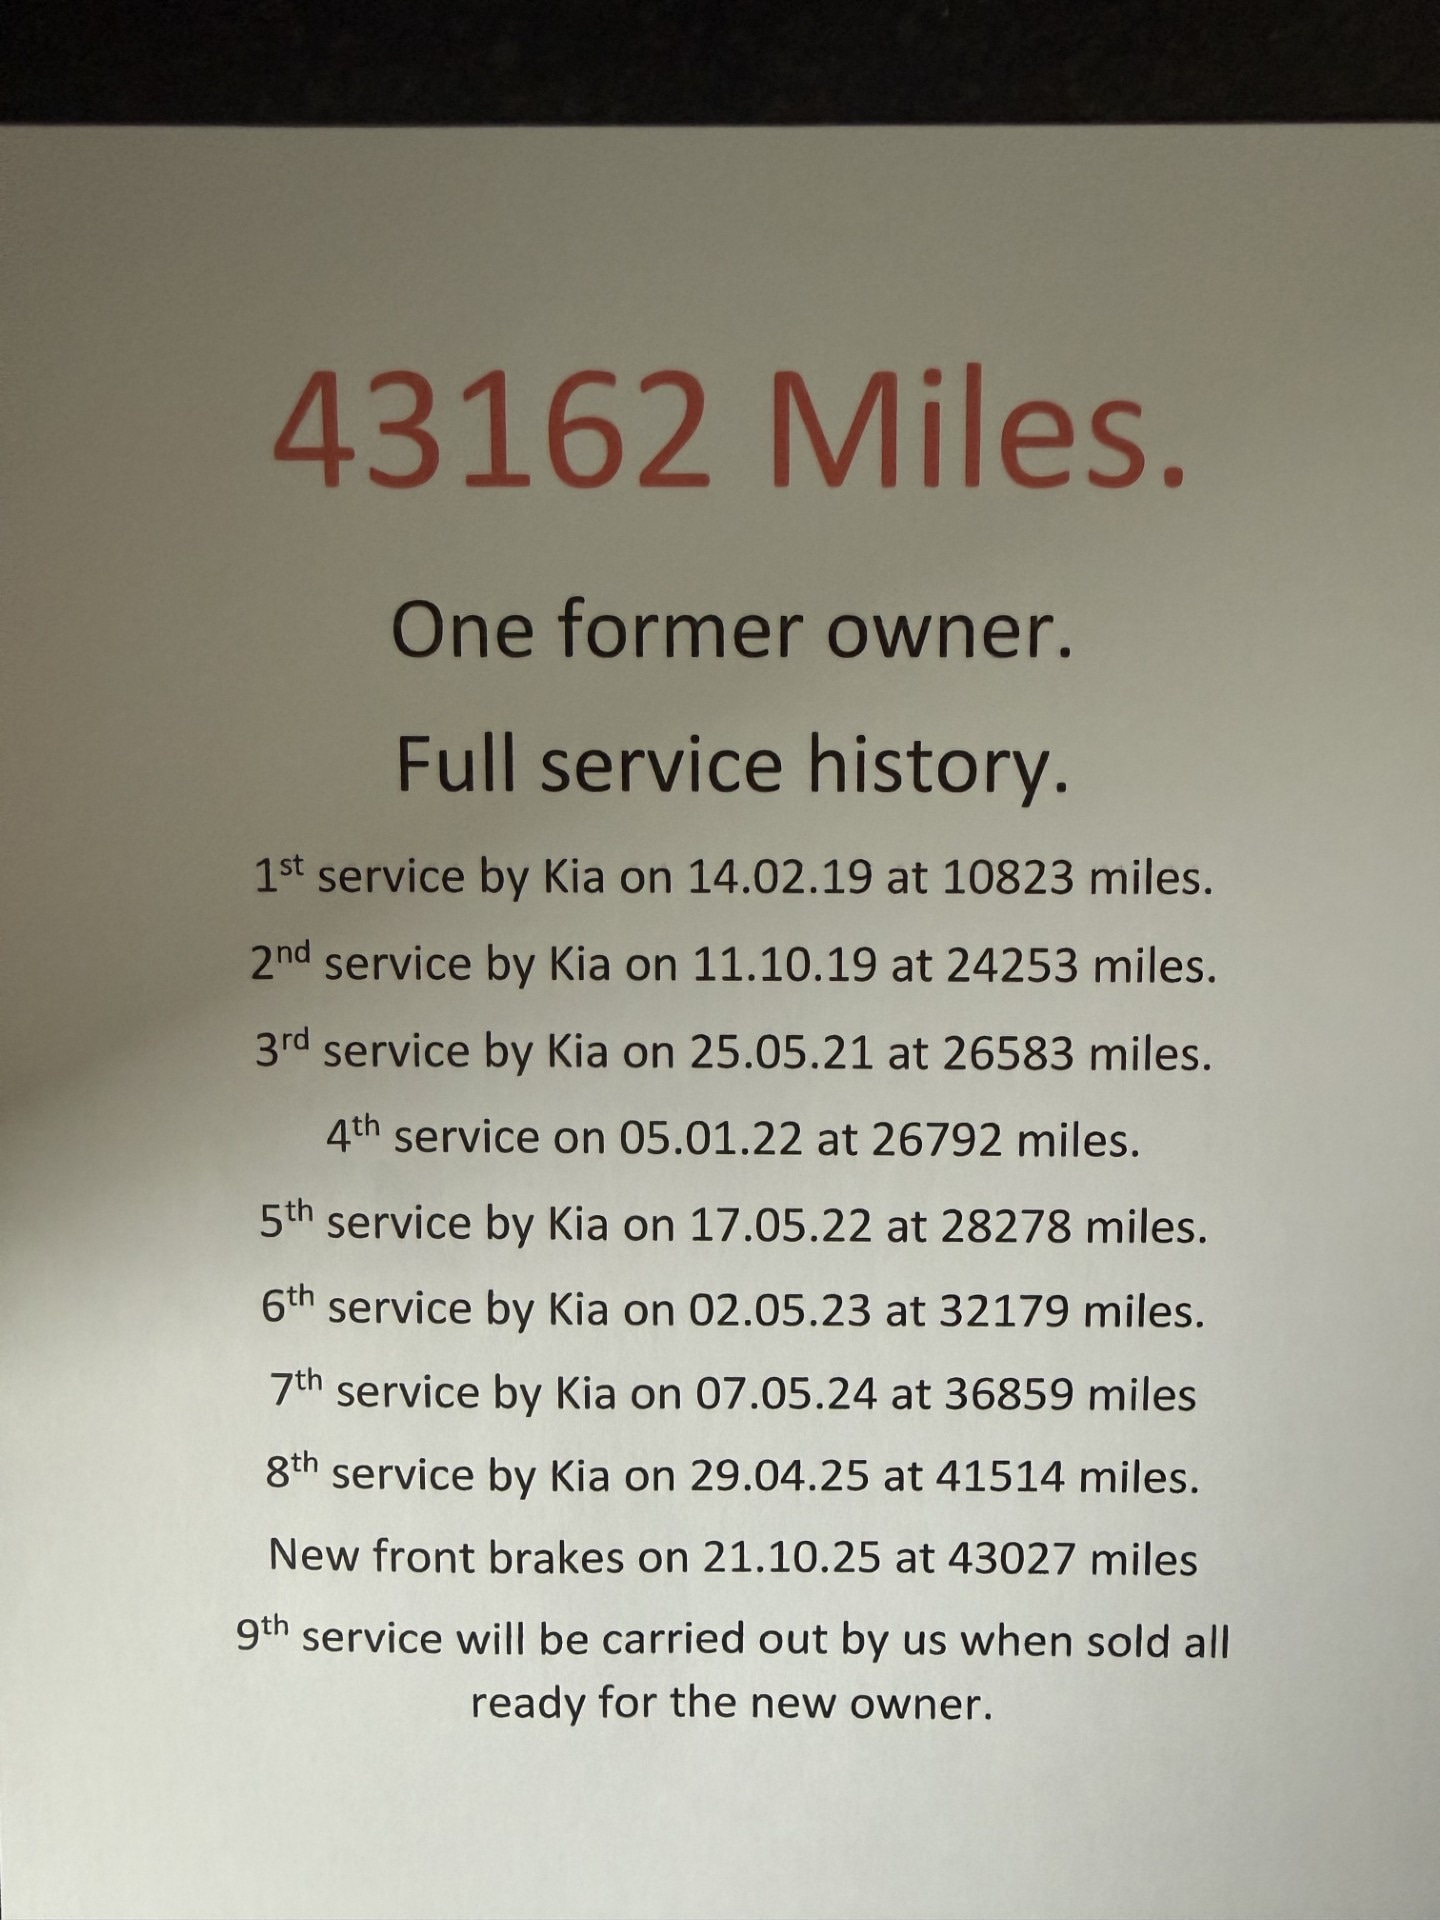 43162 Miles.
One former owner.
Full service history.
1st service by Kia on 14.02.19 at 10823 miles.
2nd service by Kia on 11.10.19 at 24253 miles.
3rd service by Kia on 25.05.21 at 26583 miles.
4th service on 05.01.22 at 26792 miles.
5th service by Kia on 17.05.22 at 28278 miles.
6th service by Kia on 02.05.23 at 32179 miles.
7th service by Kia on 07.05.24 at 36859 miles
8th service by Kia on 29.04.25 at 41514 miles.
New front brakes on 21.10.25 at 43027 miles
9th service will be carried out by us when sold all
ready for the new owner.